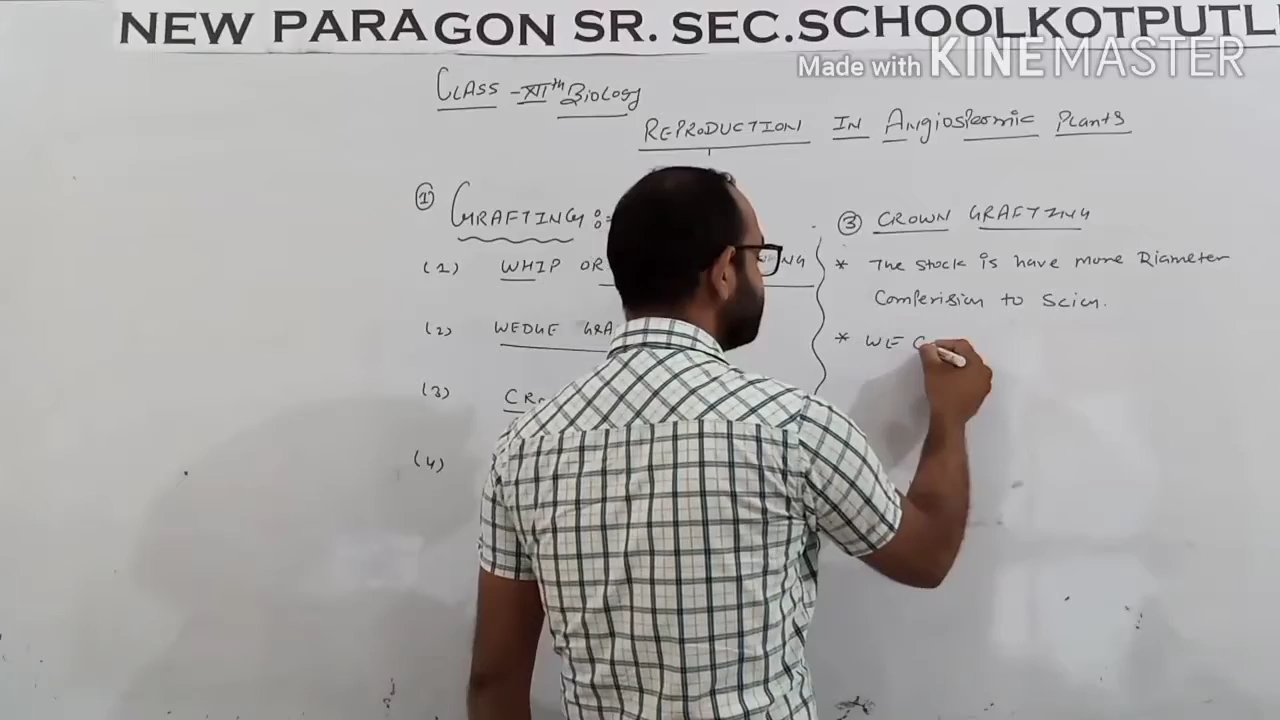 NEW PARAGON SR. SEC.SCHOOLKOTPUTL
Made with KINEMASTER
CLASS -XIIth Biology
REPRODUCTION IN Angiospermic Plants
① GRAFTING :=
(1) WHIP OR
(2) WEDGE GRA
(3) CR
(4)
③ CROWN GRAFTING
* The stock is have more Diameter
Comperision to Scion.
* WE